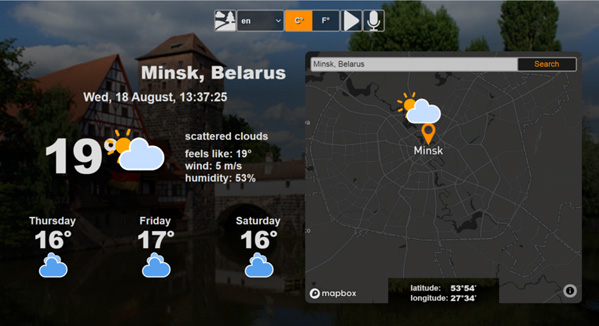 en
C°
F°
Minsk, Belarus
Wed, 18 August, 13:37:25
19°
scattered clouds
feels like: 19°
wind: 5 m/s
humidity: 53%
Thursday
16°
Friday
17°
Saturday
16°
Minsk, Belarus
Search
Minsk
mapbox
latitude: 53°54′
longitude: 27°34′